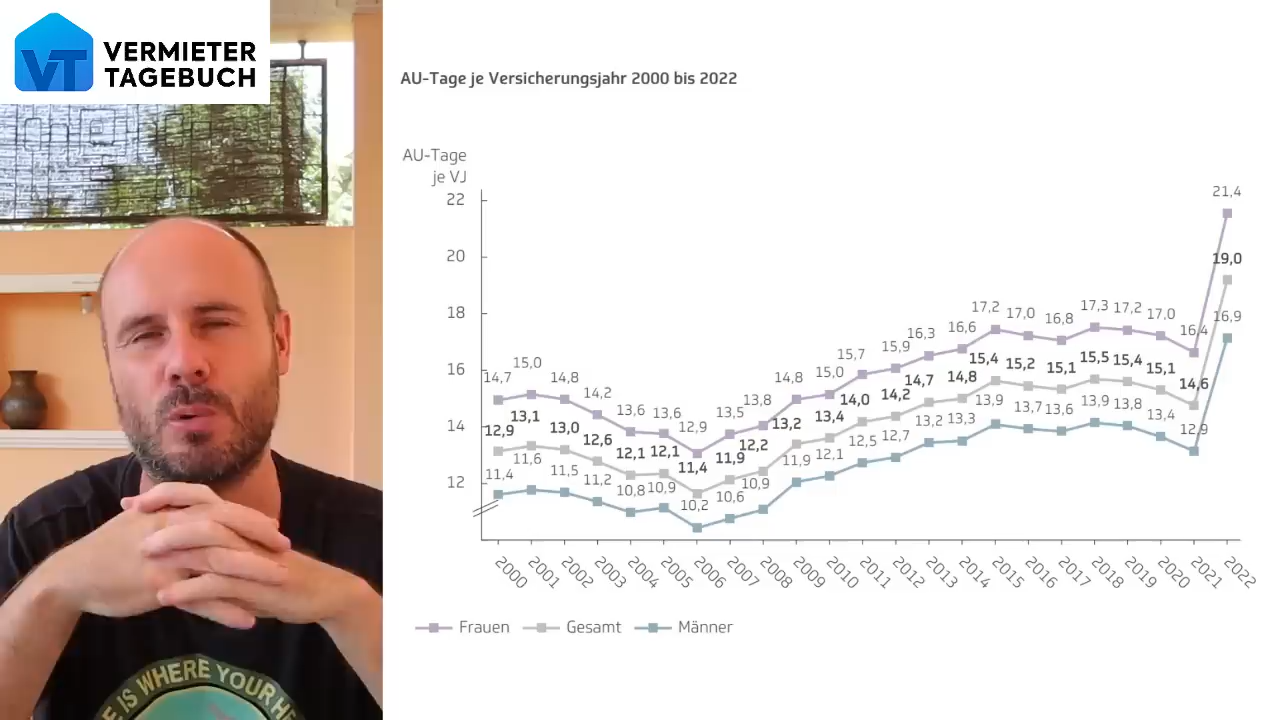 VT VERMIETER
TAGEBUCH
AU-Tage je Versicherungsjahr 2000 bis 2022
AU-Tage
je VJ
22
20
18
16
14
12
14,7 15,0 14,8 14,2 13,6 13,6 12,9 13,5 13,8 14,8 15,0 15,7 15,9 16,3 16,6 17,2 17,0 16,8 17,3 17,2 17,0 16,4 21,4
12,9 13,1 13,0 12,6 12,1 12,1 11,4 11,9 12,2 13,2 13,4 14,0 14,2 14,7 14,8 15,4 15,2 15,1 15,5 15,4 15,1 14,6 19,0
11,4 11,6 11,5 11,2 10,8 10,9 10,2 10,6 10,9 11,9 12,1 12,5 12,7 13,2 13,3 13,9 13,7 13,6 13,9 13,8 13,4 12,9 16,9
2000 2001 2002 2003 2004 2005 2006 2007 2008 2009 2010 2011 2012 2013 2014 2015 2016 2017 2018 2019 2020 2021 2022
Frauen Gesamt Männer
IS WHERE YOUR